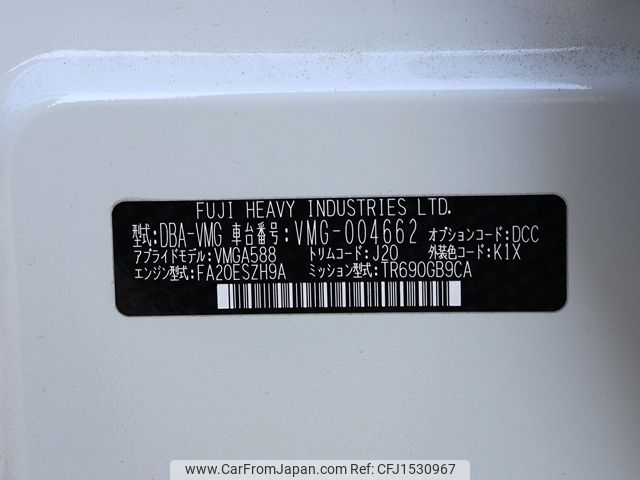 FUJI HEAVY INDUSTRIES LTD.
型式:DBA-VMG 車台番号:VMG-004662 オプションコード:DCC
アプライドモデル:VMGA588 トリムコード:J20 外装色コード:K1X
エンジン型式:FA20ESZH9A ミッション型式:TR690GB9CA
www.CarFromJapan.com REF-ID CFJ1530967